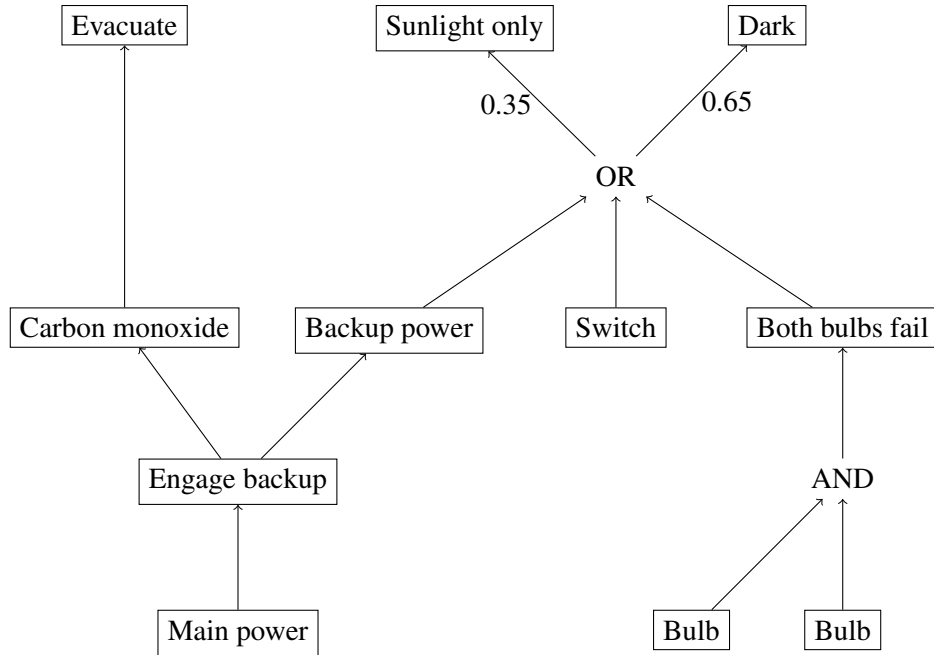 Evacuate
Sunlight only
Dark
0.35
0.65
OR
Carbon monoxide
Backup power
Switch
Both bulbs fail
Engage backup
AND
Main power
Bulb
Bulb